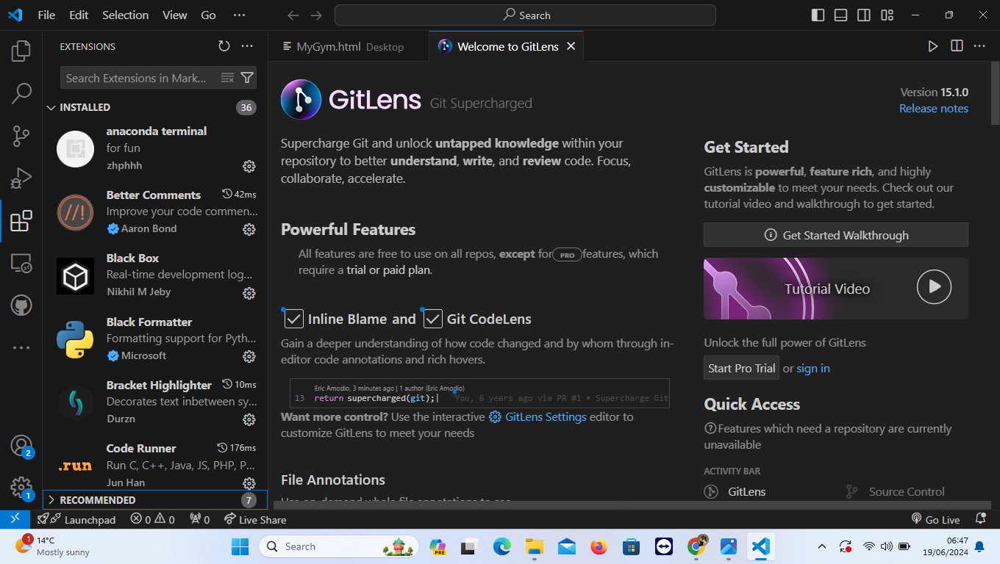 File Edit Selection View Go ···
Search
EXTENSIONS
Search Extensions in Mark...
INSTALLED 36
anaconda terminal
for fun
zhphhh
Better Comments 42ms
Improve your code commen...
Aaron Bond
Black Box
Real-time development log...
Nikhil M Jeby
Black Formatter
Formatting support for Pyth...
Microsoft
Bracket Highlighter 10ms
Decorates text inbetween sy...
Durzn
Code Runner 176ms
.run
Run C, C++, Java, JS, PHP, P...
Jun Han
RECOMMENDED 7
2
1
MyGym.html Desktop
Welcome to GitLens
GitLens Git Supercharged
Version 15.1.0
Release notes
Supercharge Git and unlock untapped knowledge within your
repository to better understand, write, and review code. Focus,
collaborate, accelerate.
Powerful Features
All features are free to use on all repos, except for PRO features, which
require a trial or paid plan.
Inline Blame and Git CodeLens
Gain a deeper understanding of how code changed and by whom through in-
editor code annotations and rich hovers.
Eric Amodio, 3 minutes ago | 1 author (Eric Amodio)
13 return supercharged(git);| You, 6 years ago via PR #1 • Supercharge Git
Want more control? Use the interactive GitLens Settings editor to
customize GitLens to meet your needs
File Annotations
Get Started
GitLens is powerful, feature rich, and highly
customizable to meet your needs. Check out our
tutorial video and walkthrough to get started.
Get Started Walkthrough
Tutorial Video
Unlock the full power of GitLens
Start Pro Trial or sign in
Quick Access
Features which need a repository are currently
unavailable
ACTIVITY BAR
GitLens Source Control
Launchpad 0 0 0 Live Share
Go Live
1
14°C
Mostly sunny
Search
PRE
06:47
19/06/2024